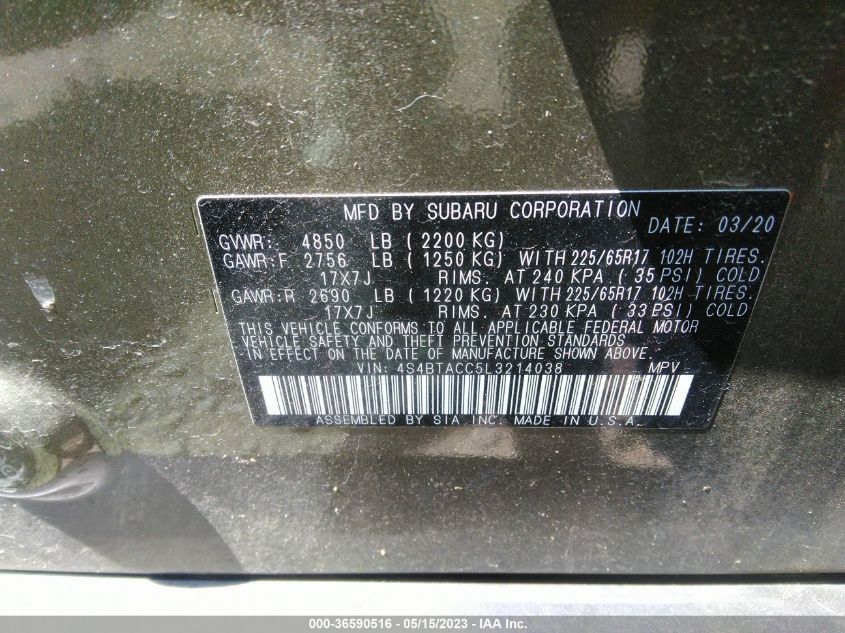 MFD BY SUBARU CORPORATION DATE: 03/20
GVWR: 4850 LB ( 2200 KG)
GAWR:F 2756 LB ( 1250 KG) WITH 225/65R17 102H TIRES.
17X7J RIMS. AT 240 KPA ( 35 PSI) COLD
GAWR:R 2690 LB ( 1220 KG) WITH 225/65R17 102H TIRES.
17X7J RIMS. AT 230 KPA ( 33 PSI) COLD
THIS VEHICLE CONFORMS TO ALL APPLICABLE FEDERAL MOTOR
VEHICLE SAFETY AND THEFT PREVENTION STANDARDS
IN EFFECT ON THE DATE OF MANUFACTURE SHOWN ABOVE.
VIN: 4S4BTACC5L3214038 MPV
ASSEMBLED BY SIA INC. MADE IN U.S.A.
000-36590516 - 05/15/2023 - IAA Inc.